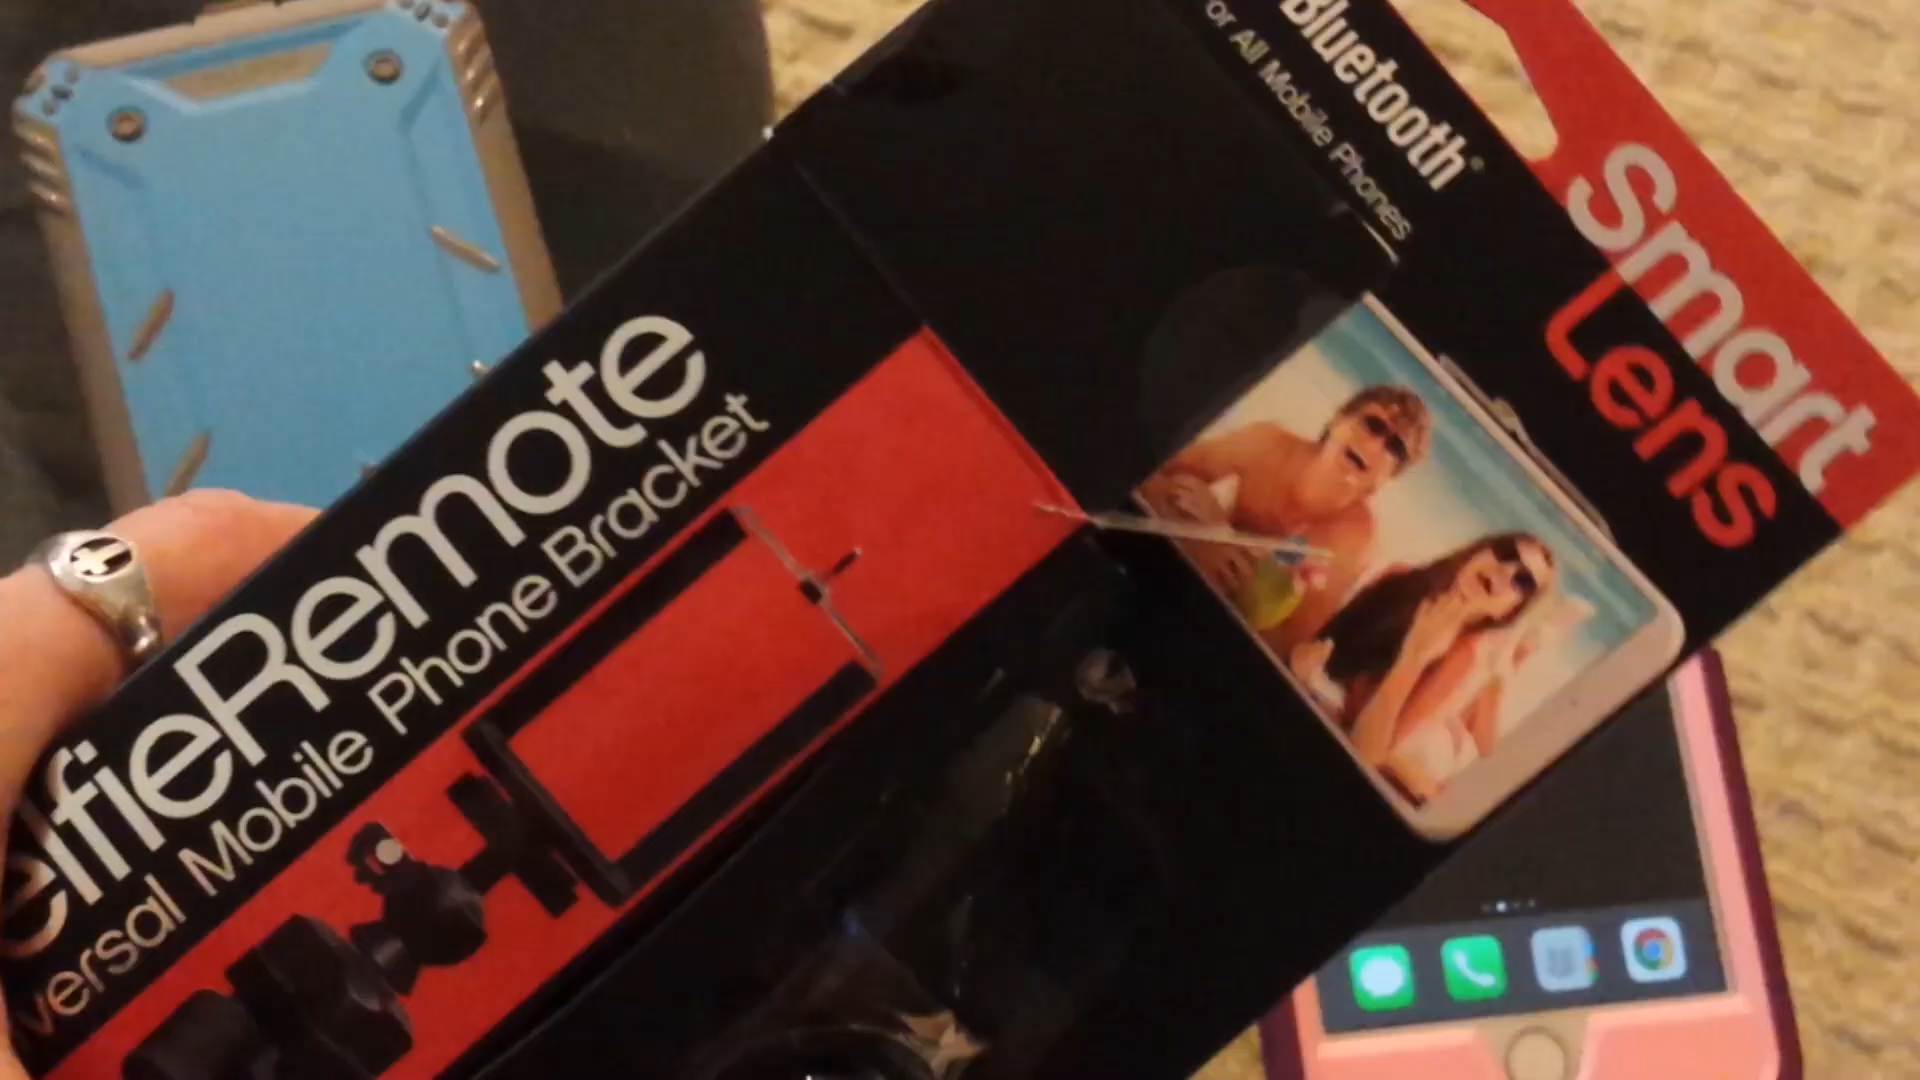 Bluetooth®
or All Mobile Phones
Smart
Lens
elfieRemote
versal Mobile Phone Bracket